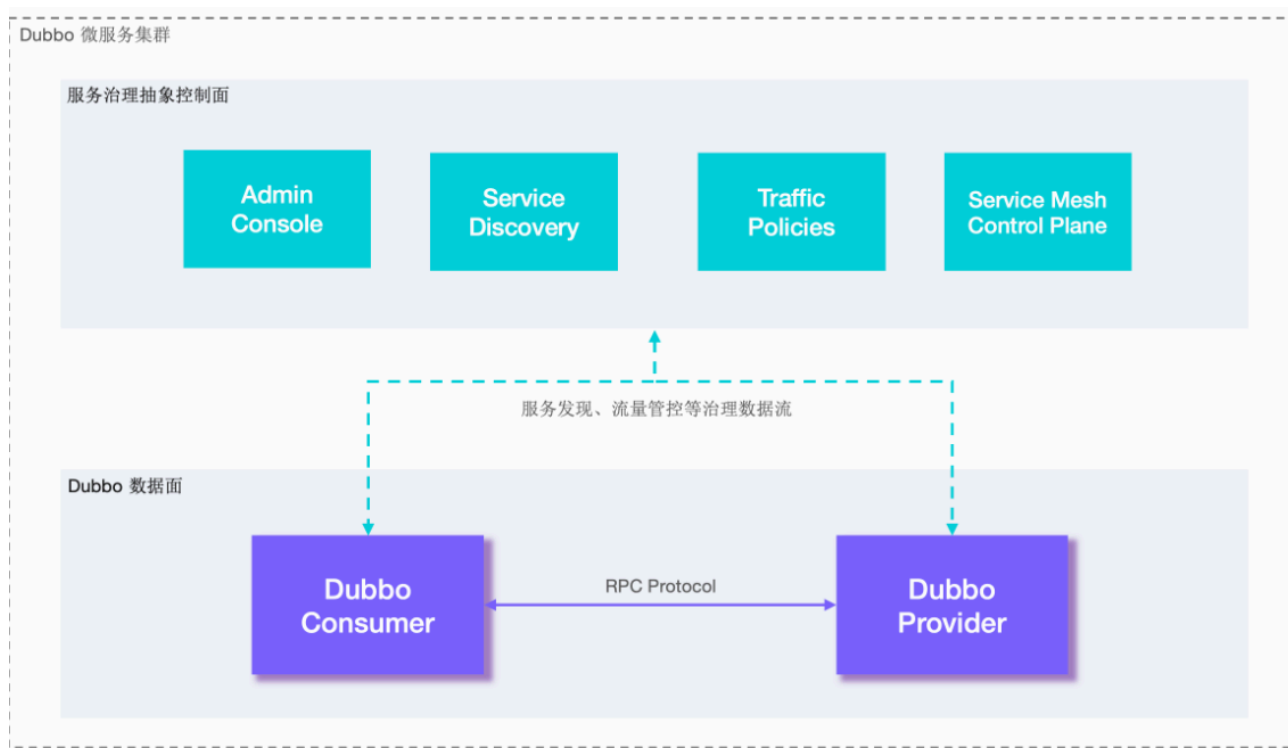 Dubbo 微服务集群
服务治理抽象控制面
Admin
Console
Service
Discovery
Traffic
Policies
Service Mesh
Control Plane
服务发现、流量管控等治理数据流
Dubbo 数据面
Dubbo
Consumer
RPC Protocol
Dubbo
Provider